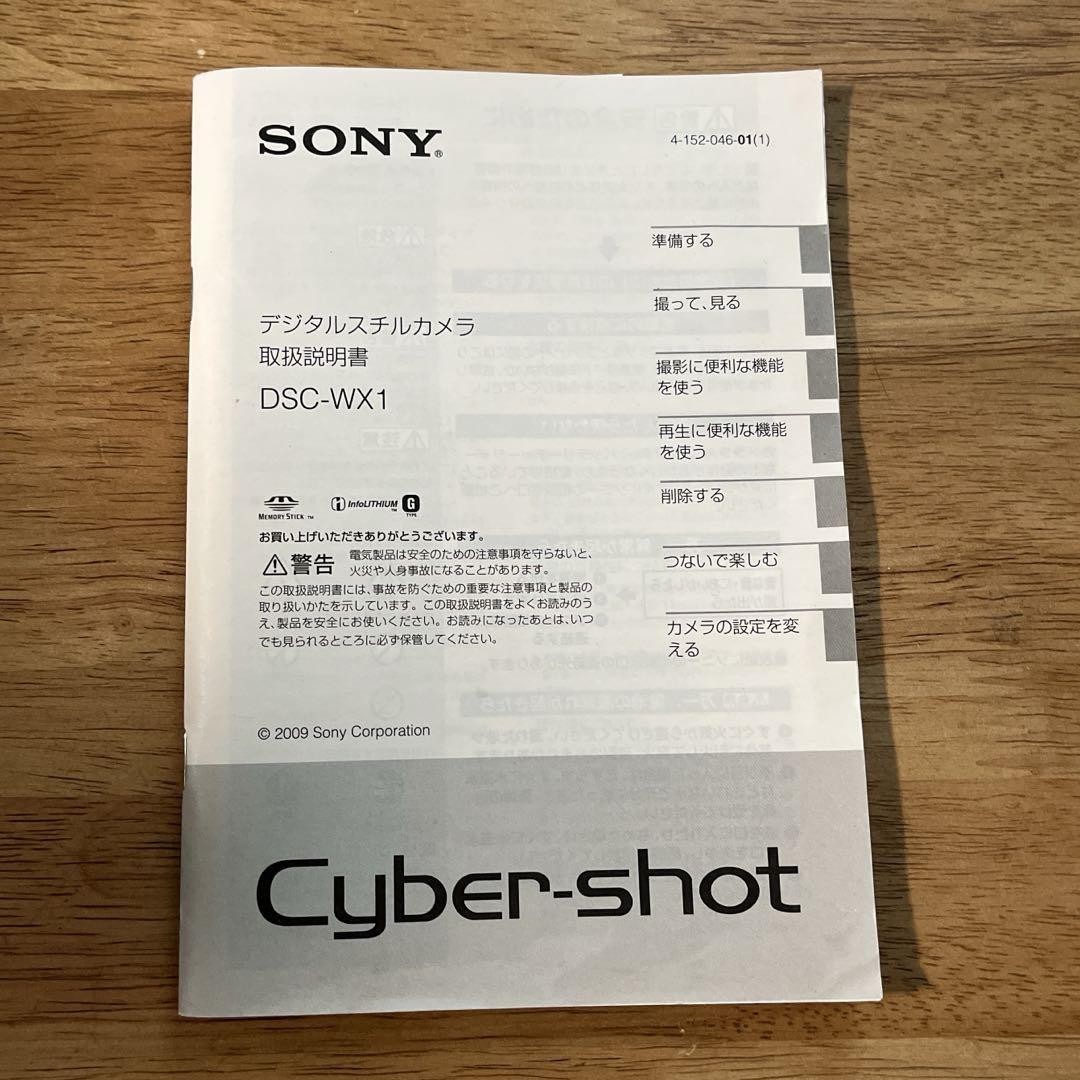 SONY®
4-152-046-01(1)
準備する
撮って、見る
撮影に便利な機能
を使う
再生に便利な機能
を使う
削除する
つないで楽しむ
カメラの設定を変
える
デジタルスチルカメラ
取扱説明書
DSC-WX1
MEMORY STICK ™
InfoLITHIUM ™ G TYPE
お買い上げいただきありがとうございます。
警告
電気製品は安全のための注意事項を守らないと、
火災や人身事故になることがあります。
この取扱説明書には、事故を防ぐための重要な注意事項と製品の
取り扱いかたを示しています。この取扱説明書をよくお読みのう
え、製品を安全にお使いください。お読みになったあとは、いつ
でも見られるところに必ず保管してください。
© 2009 Sony Corporation
Cyber-shot